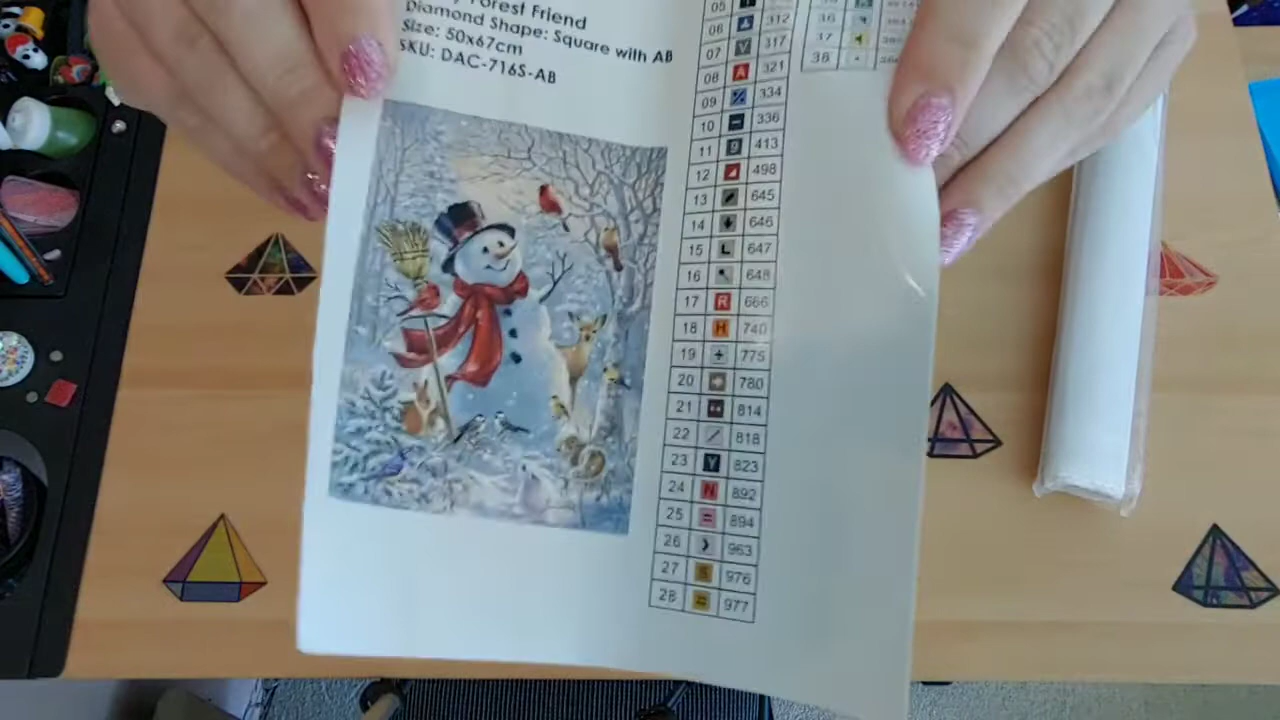 Forest Friend
Diamond Shape: Square with AB
Size: 50x67cm
SKU: DAC-716S-AB
05
06 312
07 V 317
08 A 321
09 334
10 - 336
11 9 413
12 498
13 645
14 646
15 L 647
16 648
17 R 666
18 H 740
19 + 775
20 780
21 814
22 / 818
23 Y 823
24 N 892
25 = 894
26 963
27 S 976
28 = 977
36
37
38